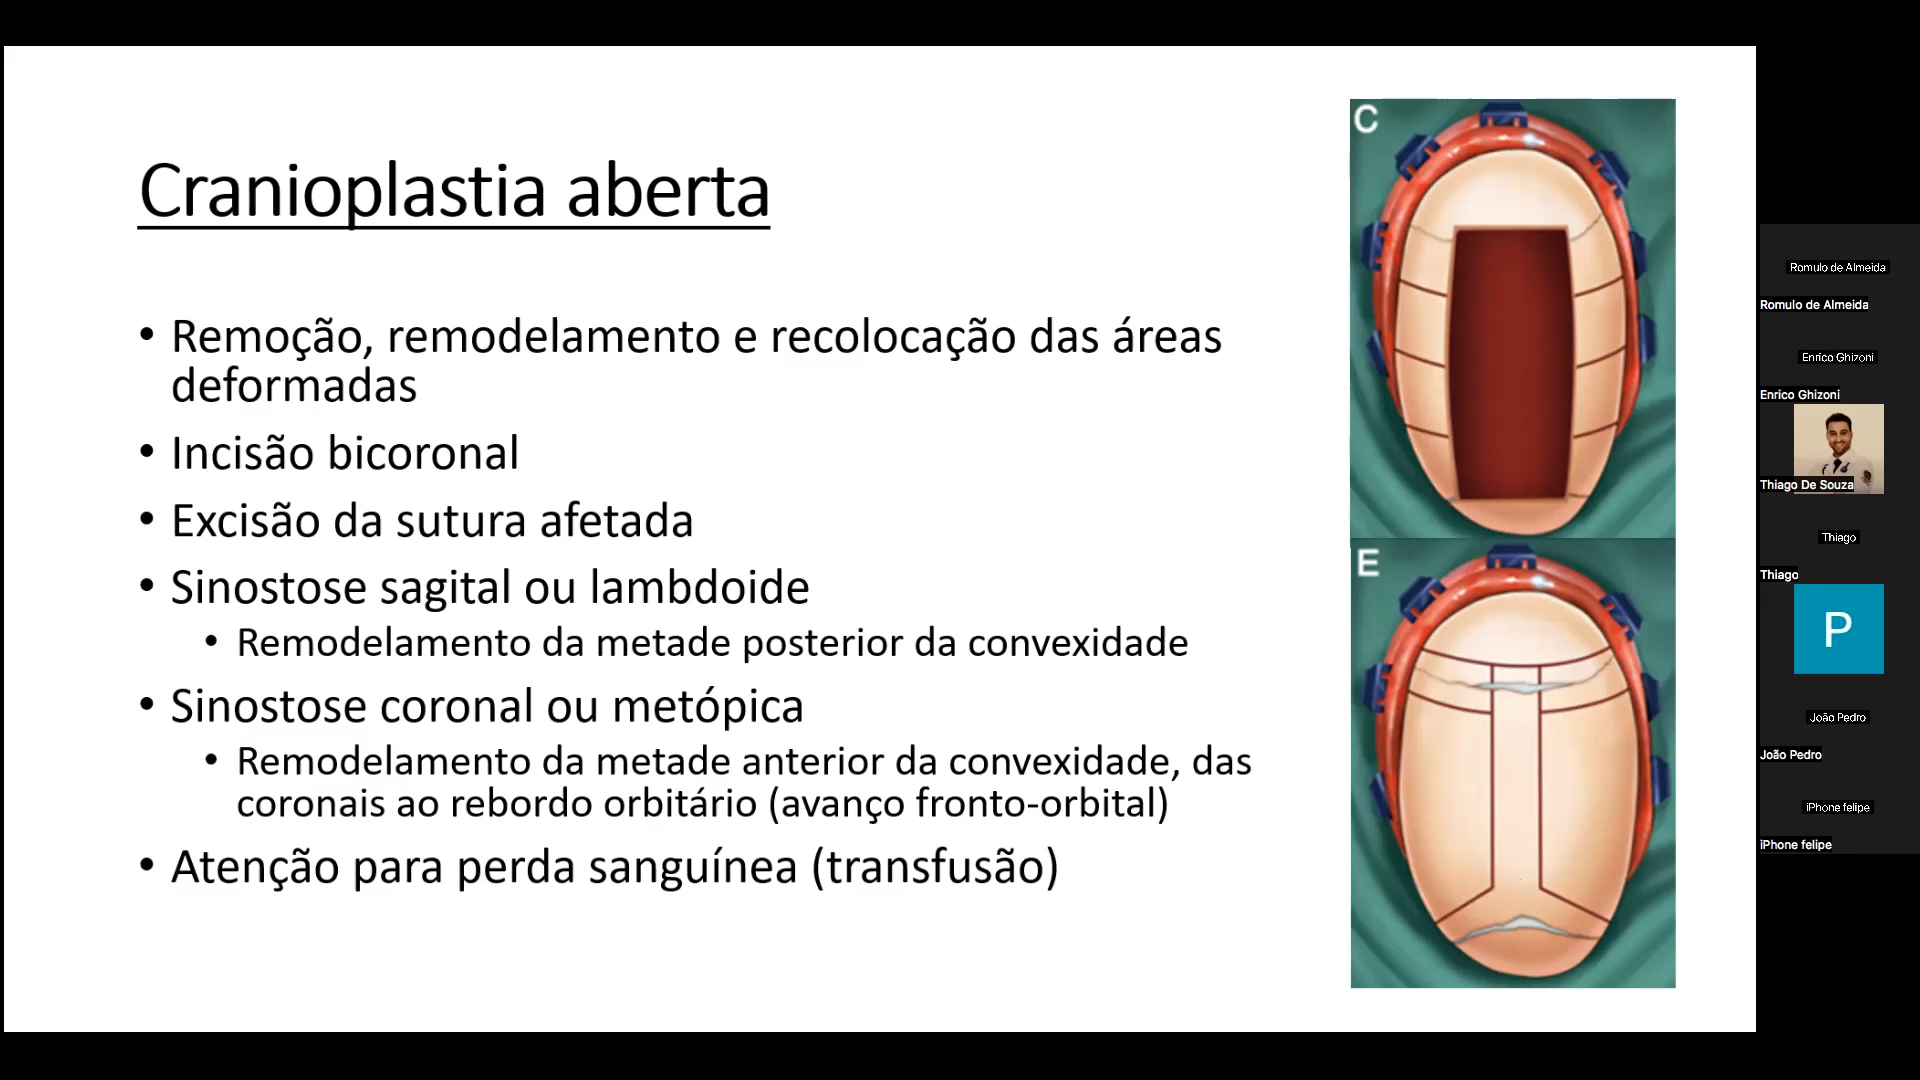 Cranioplastia aberta
• Remoção, remodelamento e recolocação das áreas
deformadas
• Incisão bicoronal
• Excisão da sutura afetada
• Sinostose sagital ou lambdoide
• Remodelamento da metade posterior da convexidade
• Sinostose coronal ou metópica
• Remodelamento da metade anterior da convexidade, das
coronais ao rebordo orbitário (avanço fronto-orbital)
• Atenção para perda sanguínea (transfusão)
C
E
Romulo de Almeida
Romulo de Almeida
Enrico Ghizoni
Enrico Ghizoni
Thiago De Souza
Thiago
Thiago
P
João Pedro
João Pedro
iPhone felipe
iPhone felipe